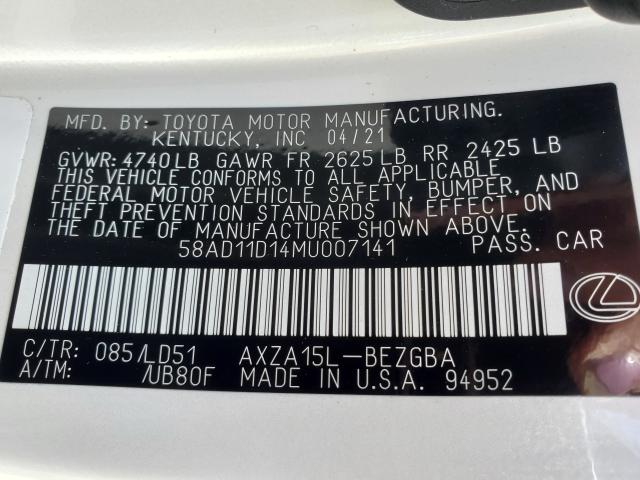 MFD. BY: TOYOTA MOTOR MANUFACTURING.
KENTUCKY, INC 04/21
GVWR: 4740LB GAWR FR 2625LB RR 2425 LB
THIS VEHICLE CONFORMS TO ALL APPLICABLE
FEDERAL MOTOR VEHICLE SAFETY, BUMPER, AND
THEFT PREVENTION STANDARDS IN EFFECT ON
THE DATE OF MANUFACTURE SHOWN ABOVE.
58AD11D14MU007141 PASS. CAR
C/TR: 085/LD51 AXZA15L-BEZGBA
A/TM: /UB80F MADE IN U.S.A. 94952